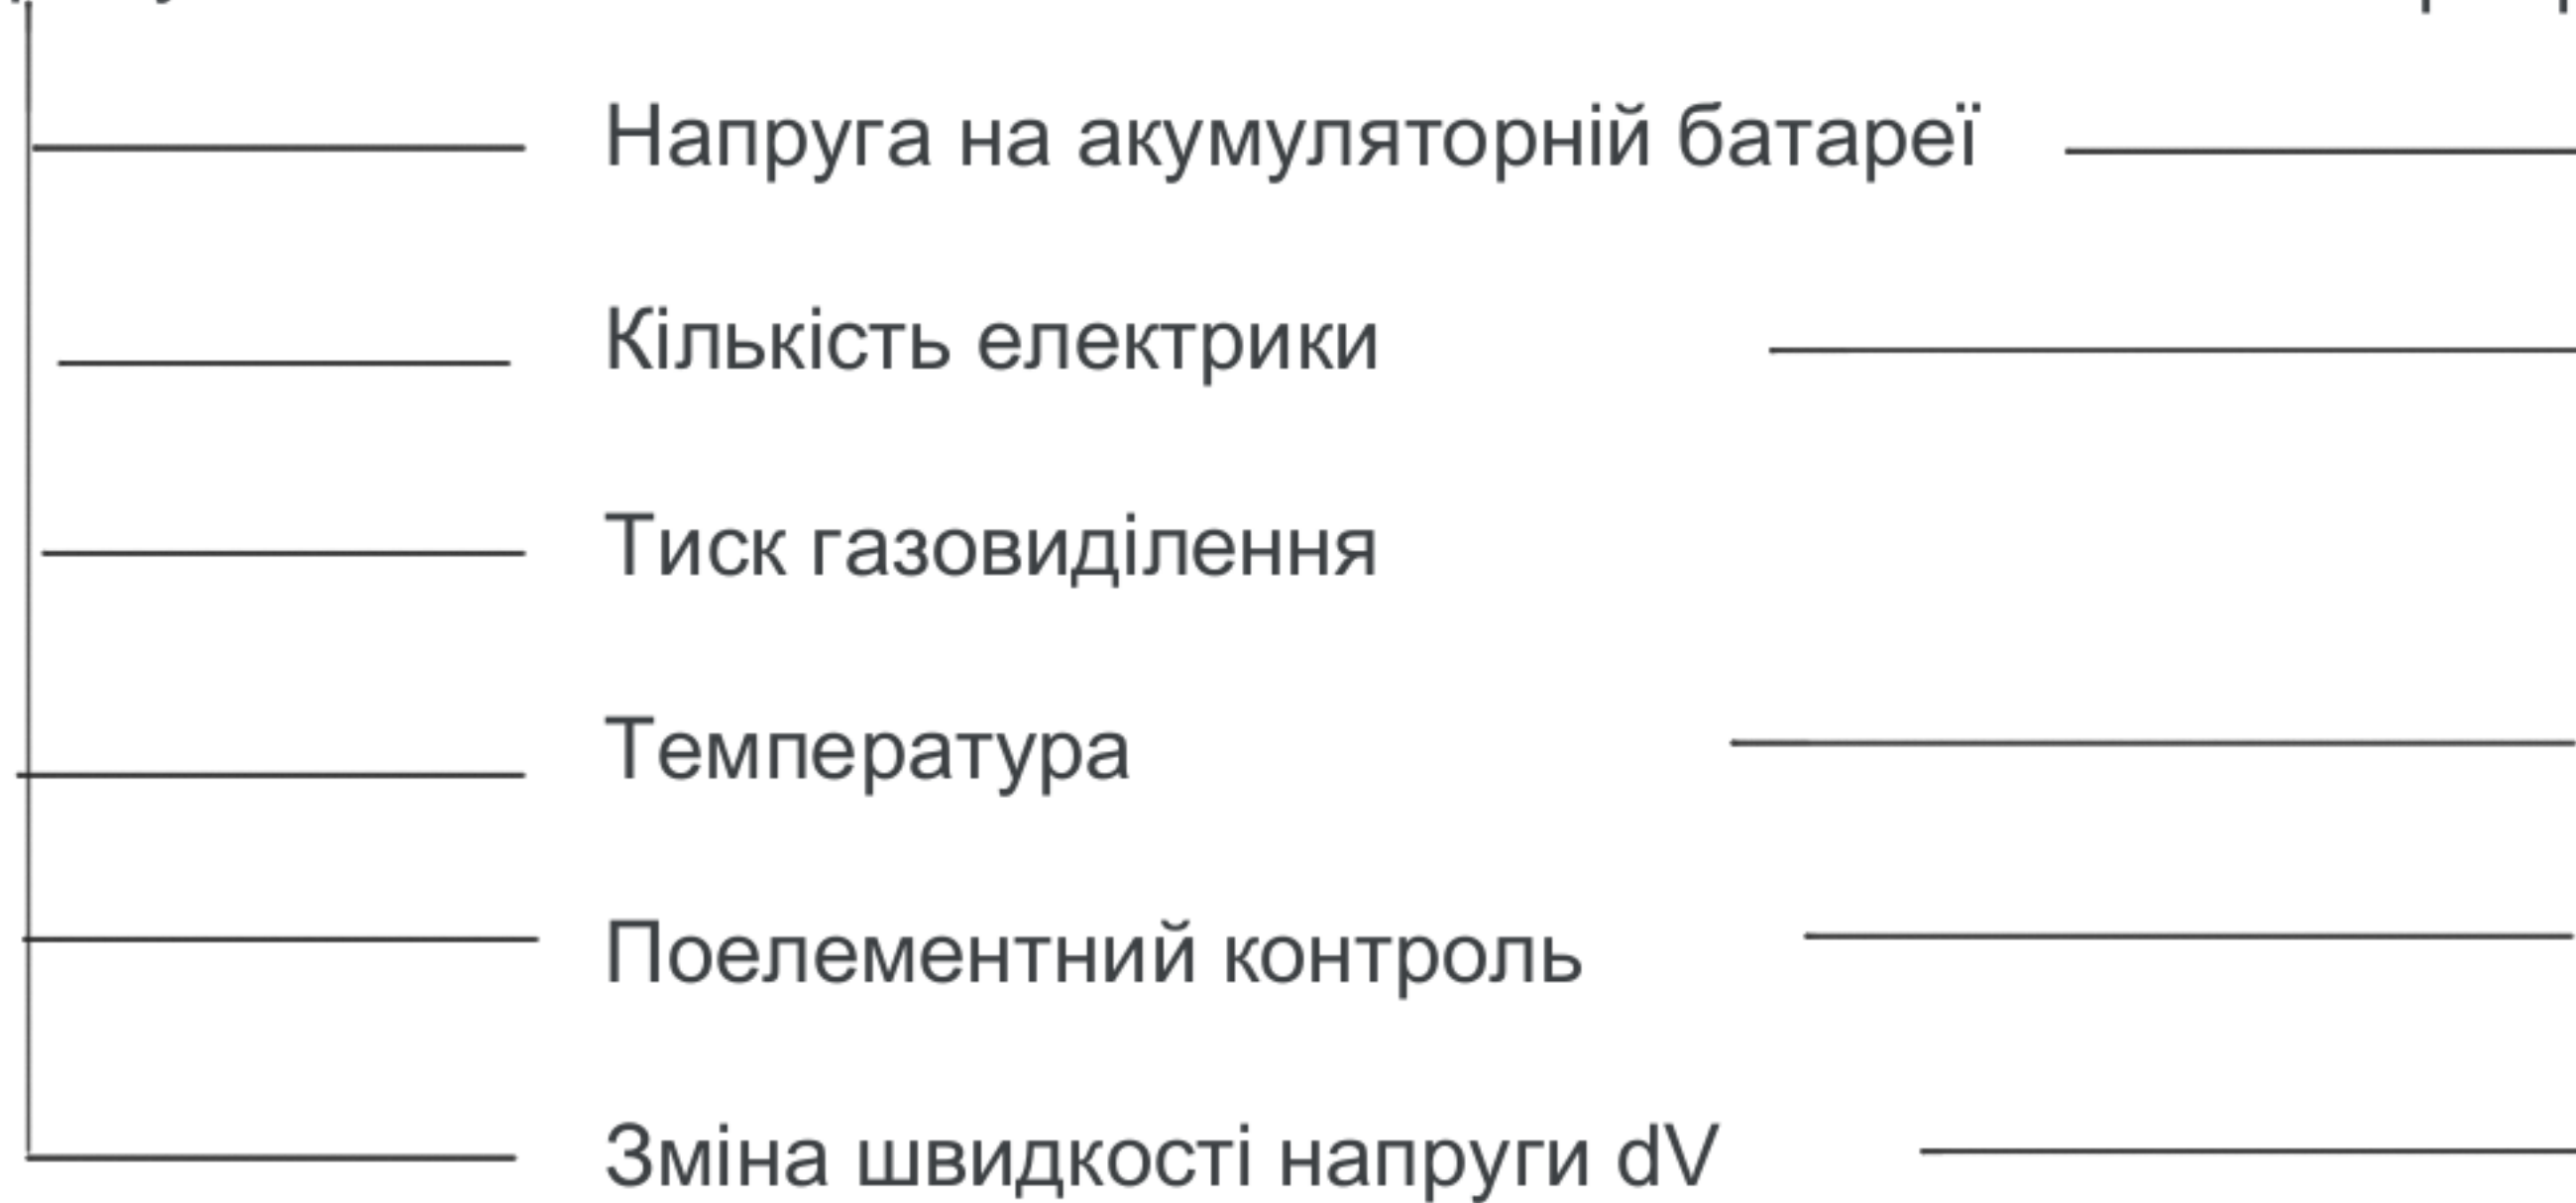 Напруга на акумуляторній батареї
Кількість електрики
Тиск газовиділення
Температура
Поелементний контроль
Зміна швидкості напруги dV